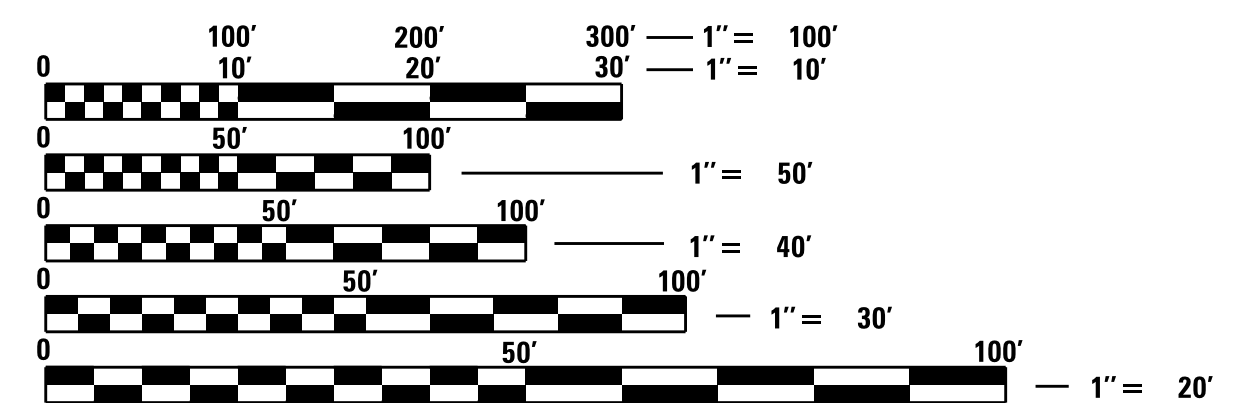 100′ 200′ 300′ 1″ = 100′
0 10′ 20′ 30′ 1″ = 10′
0 50′ 100′
1″ = 50′
0 50′ 100′
1″ = 40′
0 50′ 100′
1″ = 30′
0 50′ 100′
1″ = 20′